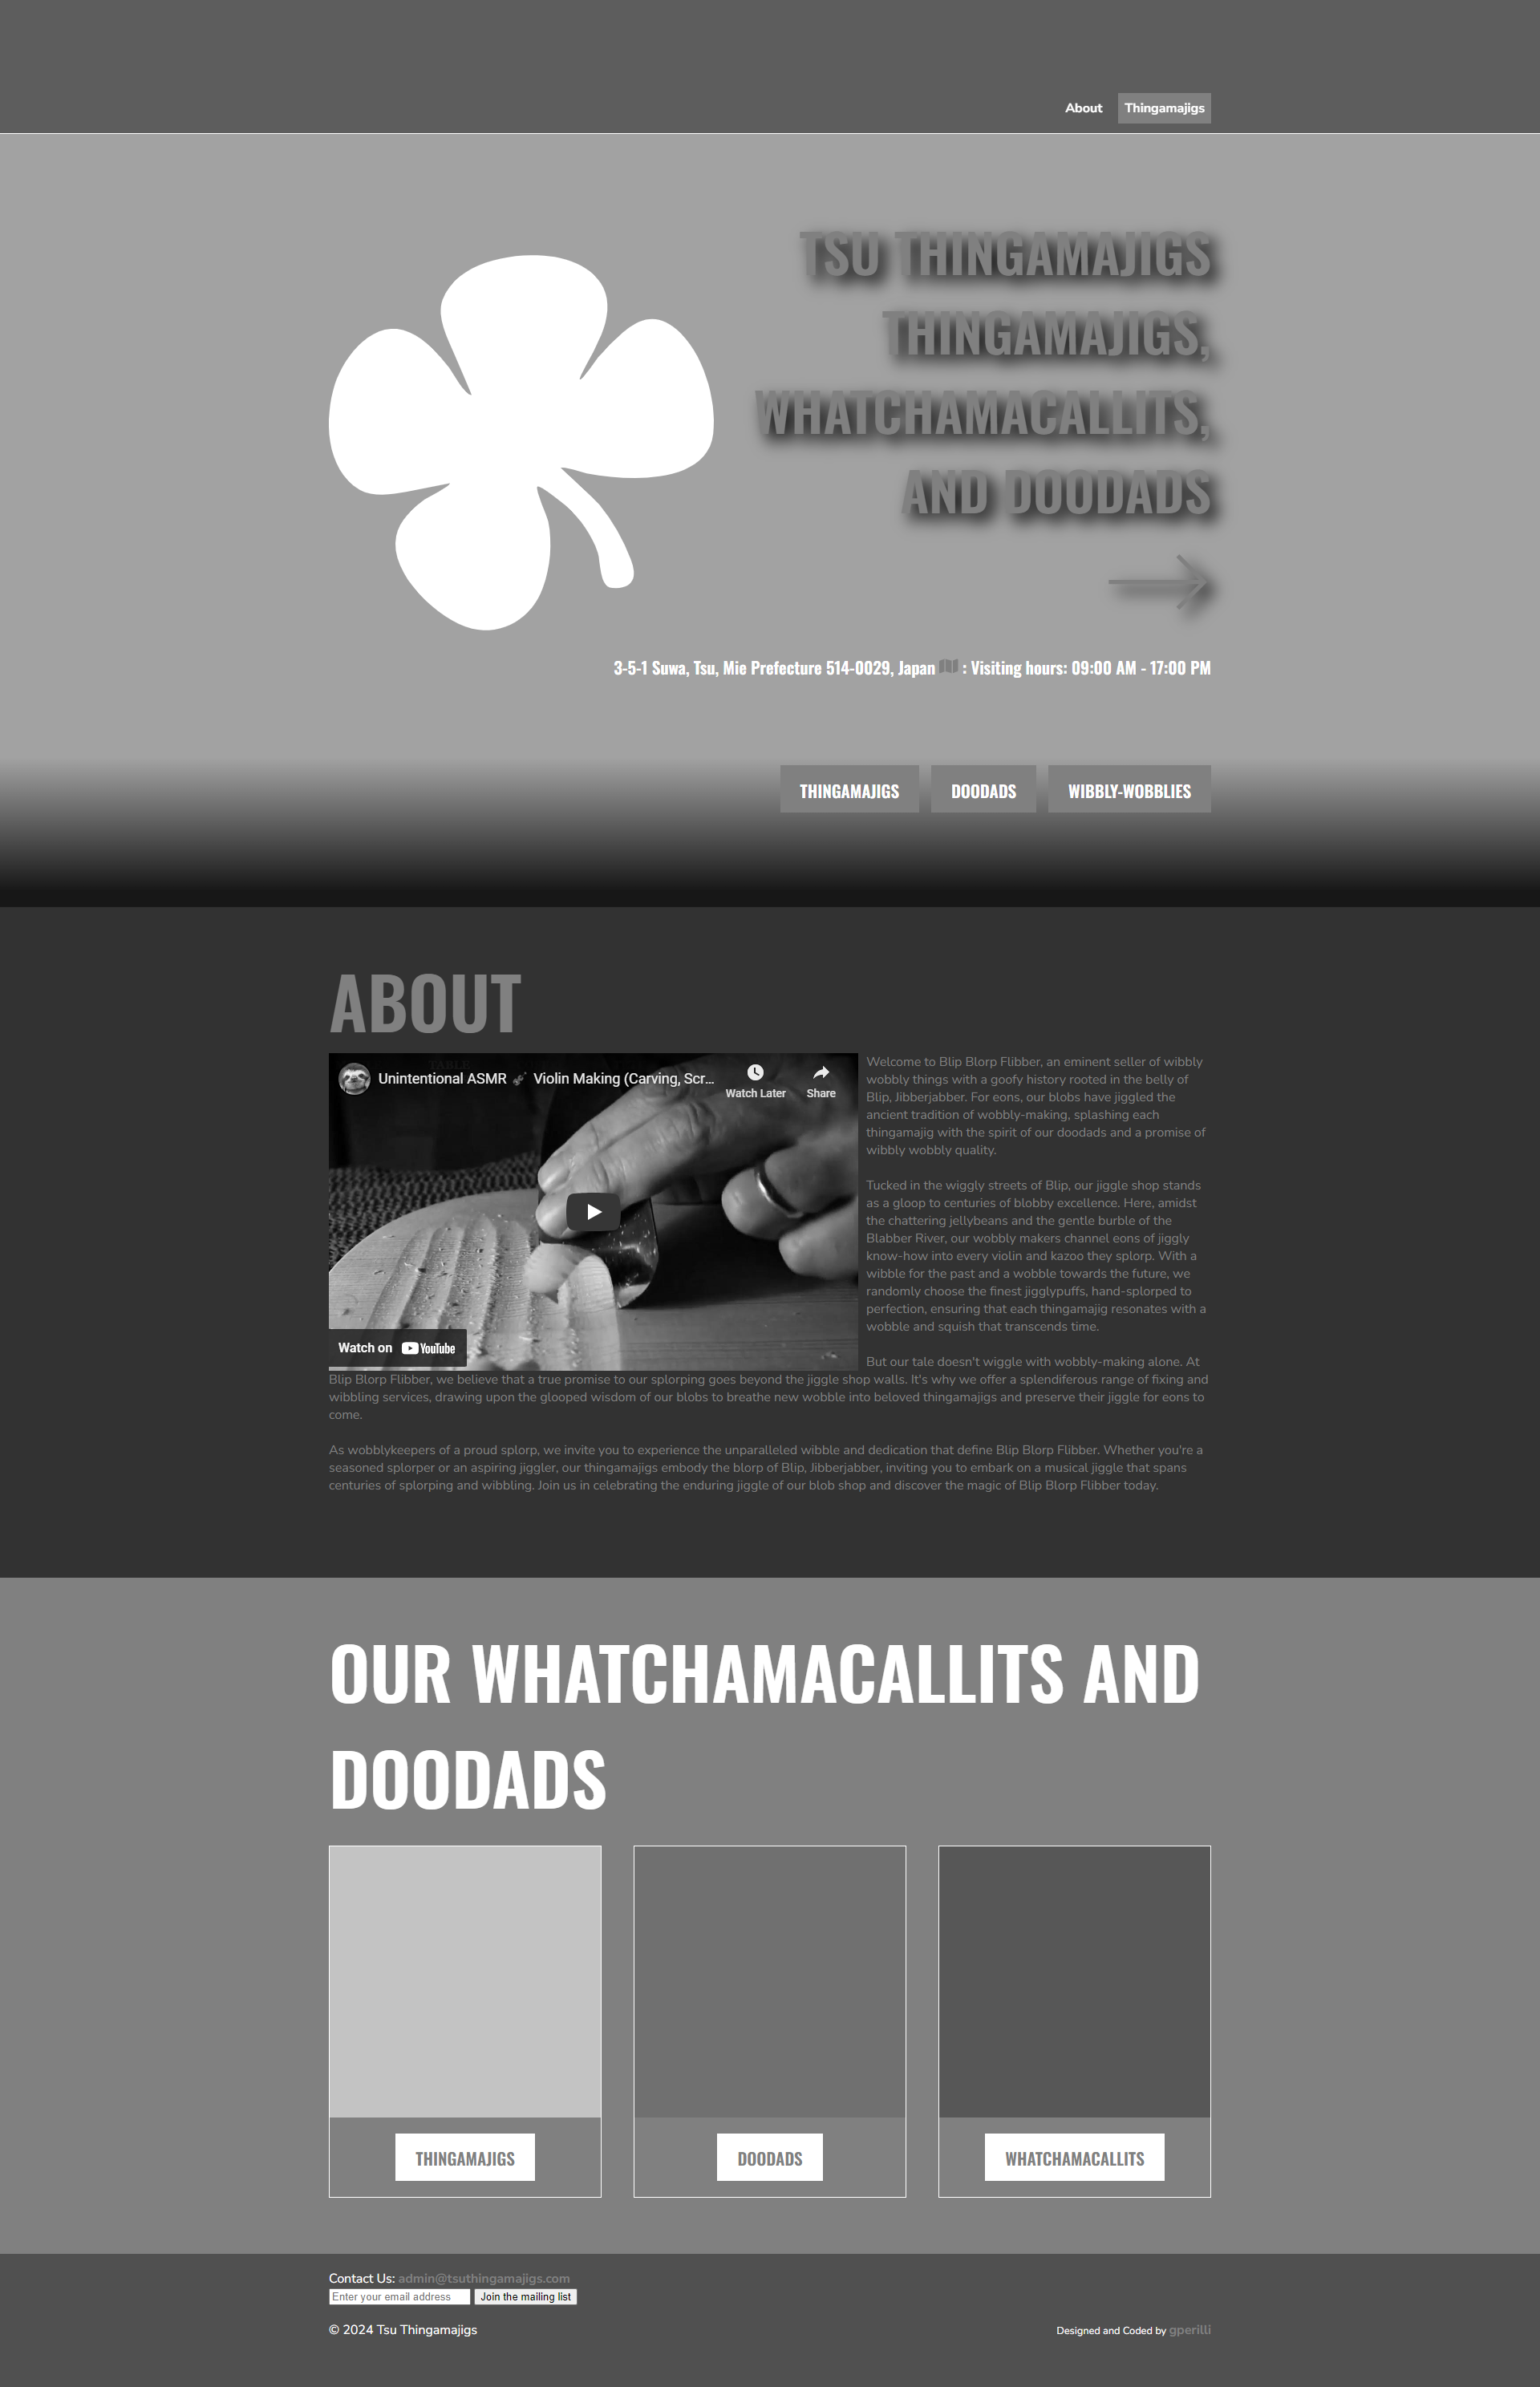 About Thingamajigs
TSU THINGAMAJIGS
THINGAMAJIGS,
WHATCHAMACALLITS,
AND DOODADS
3-5-1 Suwa, Tsu, Mie Prefecture 514-0029, Japan : Visiting hours: 09:00 AM - 17:00 PM
THINGAMAJIGS DOODADS WIBBLY-WOBBLIES
ABOUT
Unintentional ASMR Violin Making (Carving, Scr...
Watch Later Share
Watch on YouTube
Welcome to Blip Blorp Flibber, an eminent seller of wibbly
wobbly things with a goofy history rooted in the belly of
Blip, Jibberjabber. For eons, our blobs have jiggled the
ancient tradition of wobbly-making, splashing each
thingamajig with the spirit of our doodads and a promise of
wibbly wobbly quality.
Tucked in the wiggly streets of Blip, our jiggle shop stands
as a gloop to centuries of blobby excellence. Here, amidst
the chattering jellybeans and the gentle burble of the
Blabber River, our wobbly makers channel eons of jiggly
know-how into every violin and kazoo they splorp. With a
wibble for the past and a wobble towards the future, we
randomly choose the finest jigglypuffs, hand-splorped to
perfection, ensuring that each thingamajig resonates with a
wobble and squish that transcends time.
But our tale doesn't wiggle with wobbly-making alone. At
Blip Blorp Flibber, we believe that a true promise to our splorping goes beyond the jiggle shop walls. It's why we offer a splendiferous range of fixing and
wibbling services, drawing upon the glooped wisdom of our blobs to breathe new wobble into beloved thingamajigs and preserve their jiggle for eons to
come.
As wobblykeepers of a proud splorp, we invite you to experience the unparalleled wibble and dedication that define Blip Blorp Flibber. Whether you're a
seasoned splorper or an aspiring jiggler, our thingamajigs embody the blorp of Blip, Jibberjabber, inviting you to embark on a musical jiggle that spans
centuries of splorping and wibbling. Join us in celebrating the enduring jiggle of our blob shop and discover the magic of Blip Blorp Flibber today.
OUR WHATCHAMACALLITS AND
DOODADS
THINGAMAJIGS DOODADS WHATCHAMACALLITS
Contact Us: admin@tsuthingamajigs.com
Enter your email address Join the mailing list
© 2024 Tsu Thingamajigs Designed and Coded by gperilli